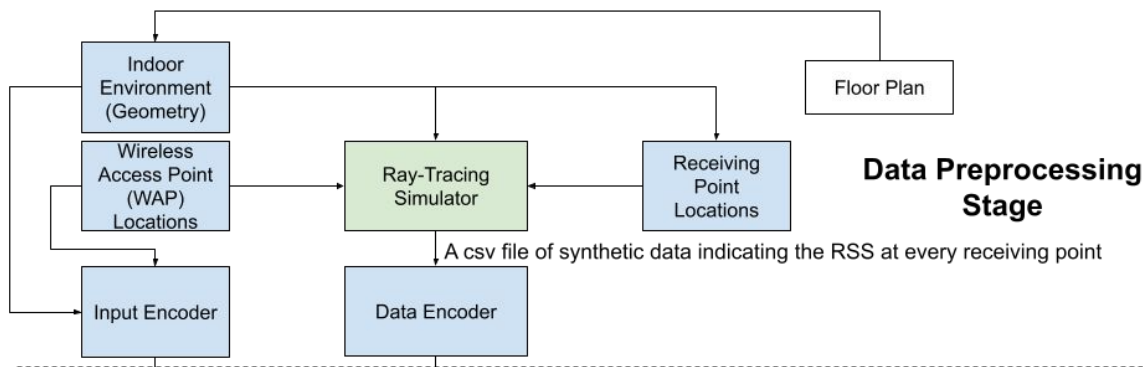 Indoor
Environment
(Geometry)
Floor Plan
Wireless
Access Point
(WAP)
Locations
Ray-Tracing
Simulator
Receiving
Point
Locations
Data Preprocessing
Stage
A csv file of synthetic data indicating the RSS at every receiving point
Input Encoder
Data Encoder